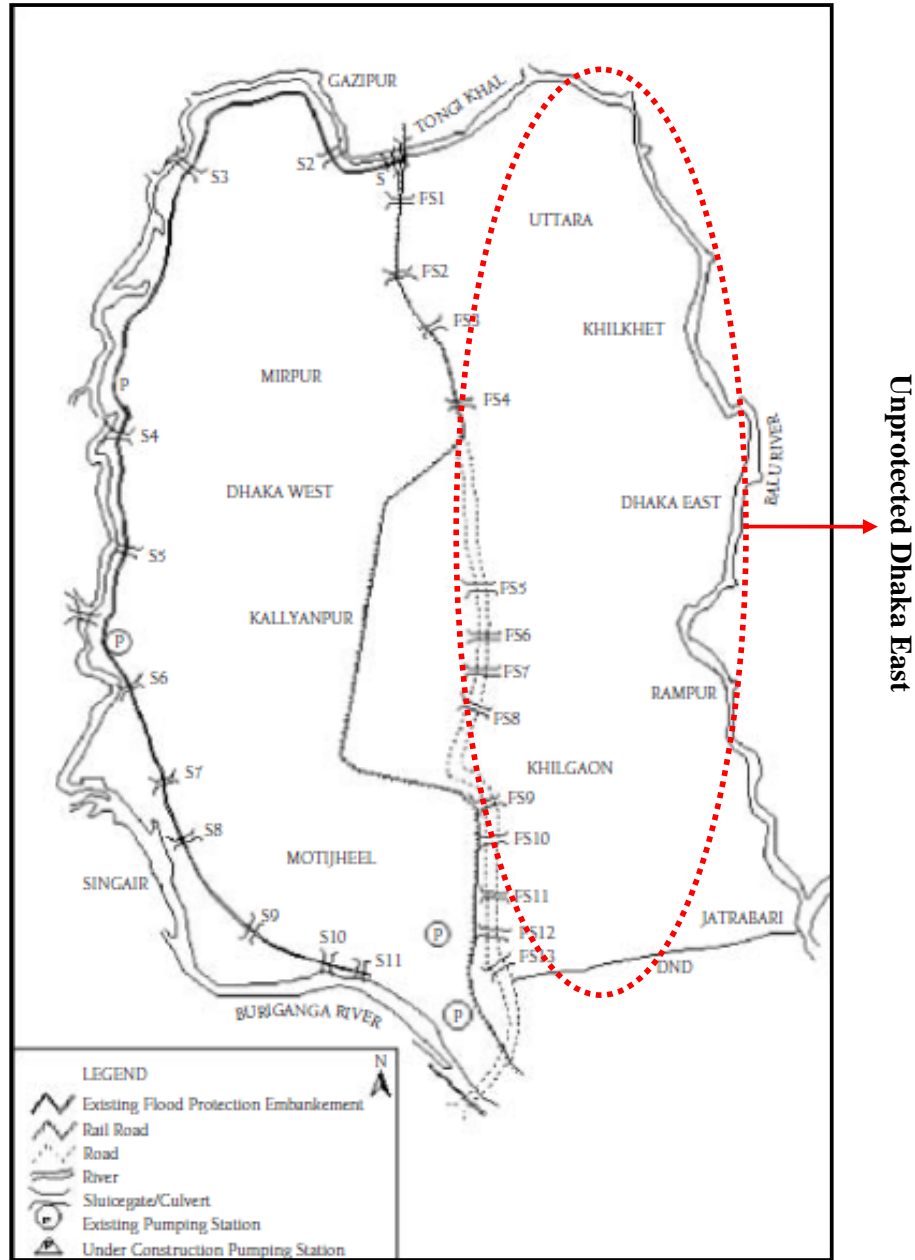 GAZIPUR
TONGI KHAL
S3
S2
S
FS1
UTTARA
FS2
FS3
KHILKHET
MIRPUR
P
FS4
S4
BALU RIVER
DHAKA WEST
DHAKA EAST
Unprotected Dhaka East
S5
FS5
KALLYANPUR
FS6
P
FS7
S6
RAMPUR
FS8
KHILGAON
S7
FS9
S8
FS10
MOTIJHEEL
SINGAIR
FS11
JATRABARI
S9
P
FS12
S10
S11
FS13
DND
BURIGANGA RIVER
P
N
LEGEND
Existing Flood Protection Embankement
Rail Road
Road
River
Sluicegate/Culvert
P Existing Pumping Station
P Under Construction Pumping Station